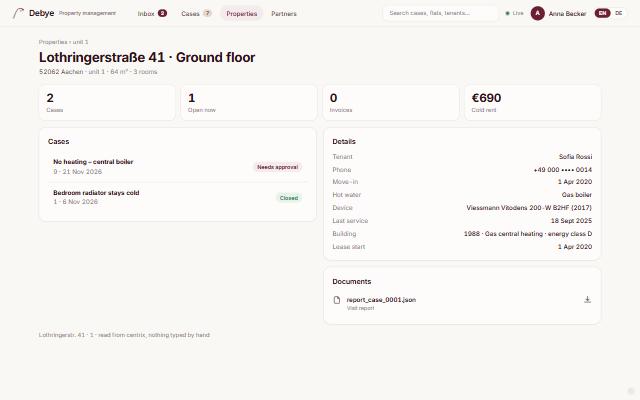 Debye Property management
Inbox 9 Cases 7 Properties Partners
Search cases, flats, tenants...
Live
A Anna Becker
EN DE
Properties › unit 1
Lothringerstraße 41 · Ground floor
52062 Aachen · unit 1 · 64 m² · 3 rooms
2
Cases
1
Open now
0
Invoices
€690
Cold rent
Cases
No heating – central boiler
9 · 21 Nov 2026
Needs approval
Bedroom radiator stays cold
1 · 6 Nov 2026
Closed
Details
Tenant Sofia Rossi
Phone +49 000 •••• 0014
Move-in 1 Apr 2020
Hot water Gas boiler
Device Viessmann Vitodens 200-W B2HF (2017)
Last service 18 Sept 2025
Building 1988 · Gas central heating · energy class D
Lease start 1 Apr 2020
Documents
report_case_0001.json
Visit report
Lothringerstr. 41 · 1 · read from centrix, nothing typed by hand